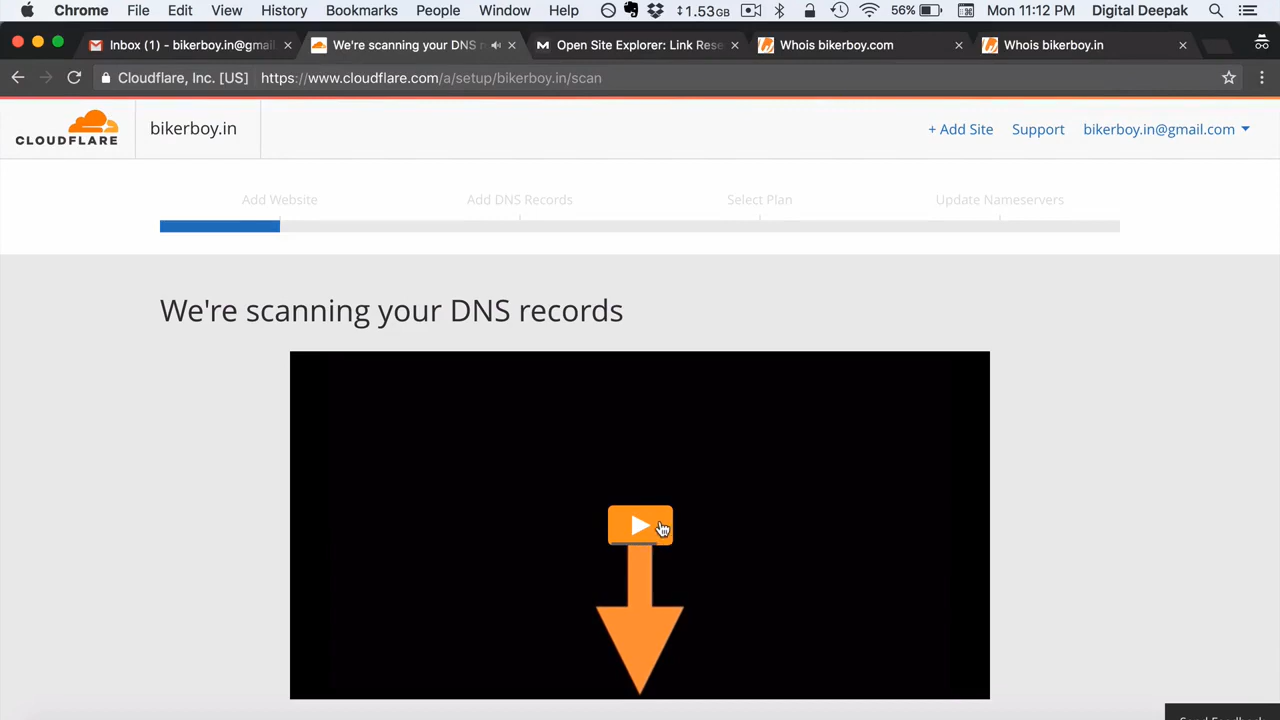 Chrome File Edit View History Bookmarks People Window Help 1.53GB 56% Mon 11:12 PM Digital Deepak
Inbox (1) - bikerboy.in@gmail
We're scanning your DNS r
Open Site Explorer: Link Rese
Whois bikerboy.com
Whois bikerboy.in
Cloudflare, Inc. [US] https://www.cloudflare.com/a/setup/bikerboy.in/scan
CLOUDFLARE
bikerboy.in
+ Add Site Support bikerboy.in@gmail.com
Add Website Add DNS Records Select Plan Update Nameservers
We're scanning your DNS records
Send Feedback